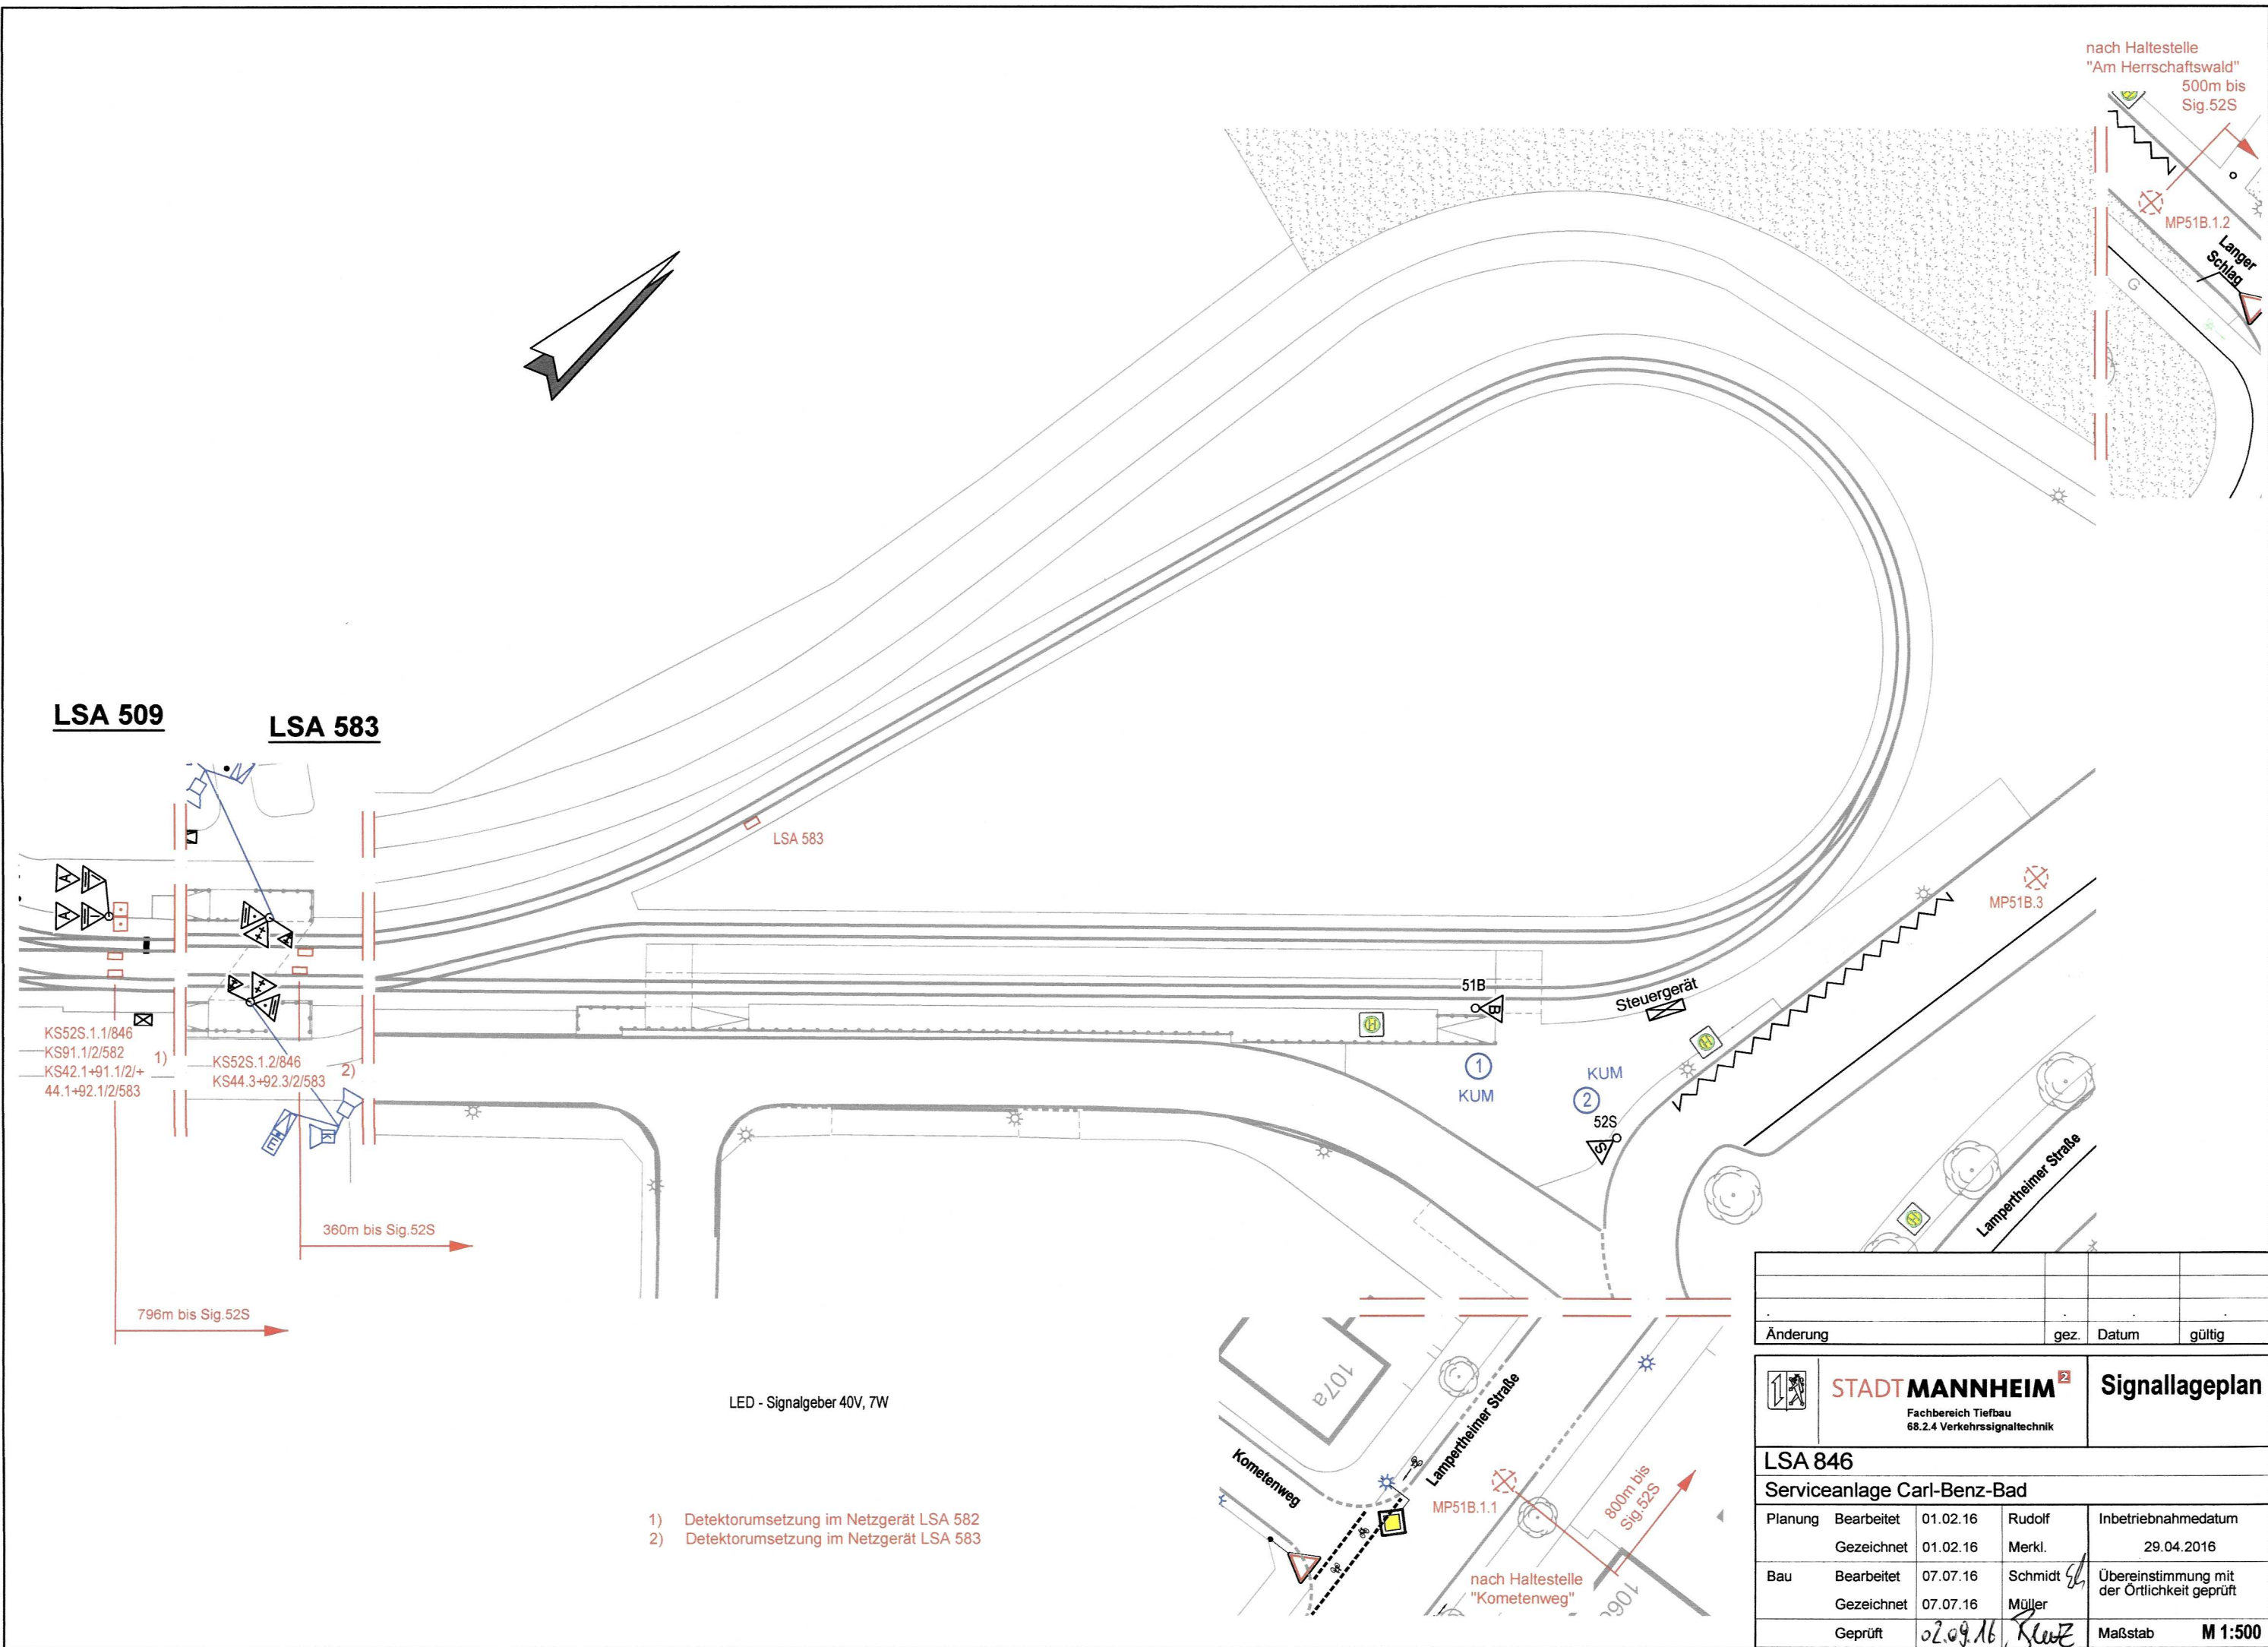 nach Haltestelle
"Am Herrschaftswald"
500m bis
Sig.52S
MP51B.1.2
Langer
Schlag
G
LSA 509
LSA 583
LSA 583
A
A
A
A
KS52S.1.1/846
KS91.1/2/582
KS42.1+91.1/2/+
44.1+92.1/2/583
1)
KS52S.1.2/846
KS44.3+92.3/2/583
2)
HE
K
360m bis Sig.52S
796m bis Sig.52S
51B
B
H
Steuergerät
H
1
KUM
KUM
2
52S
S
MP51B.3
H
Lampertheimer Straße
107a
Kometenweg
Lampertheimer Straße
MP51B.1.1
800m bis
Sig.52S
nach Haltestelle
"Kometenweg"
LED - Signalgeber 40V, 7W
1) Detektorumsetzung im Netzgerät LSA 582
2) Detektorumsetzung im Netzgerät LSA 583
Änderung gez. Datum gültig
STADT MANNHEIM 2
Fachbereich Tiefbau
68.2.4 Verkehrssignaltechnik
Signallageplan
LSA 846
Serviceanlage Carl-Benz-Bad
Planung Bearbeitet 01.02.16 Rudolf Inbetriebnahmedatum
Gezeichnet 01.02.16 Merkl. 29.04.2016
Bau Bearbeitet 07.07.16 Schmidt Übereinstimmung mit
der Örtlichkeit geprüft
Gezeichnet 07.07.16 Müller
Geprüft 02.09.16 Maßstab M 1:500